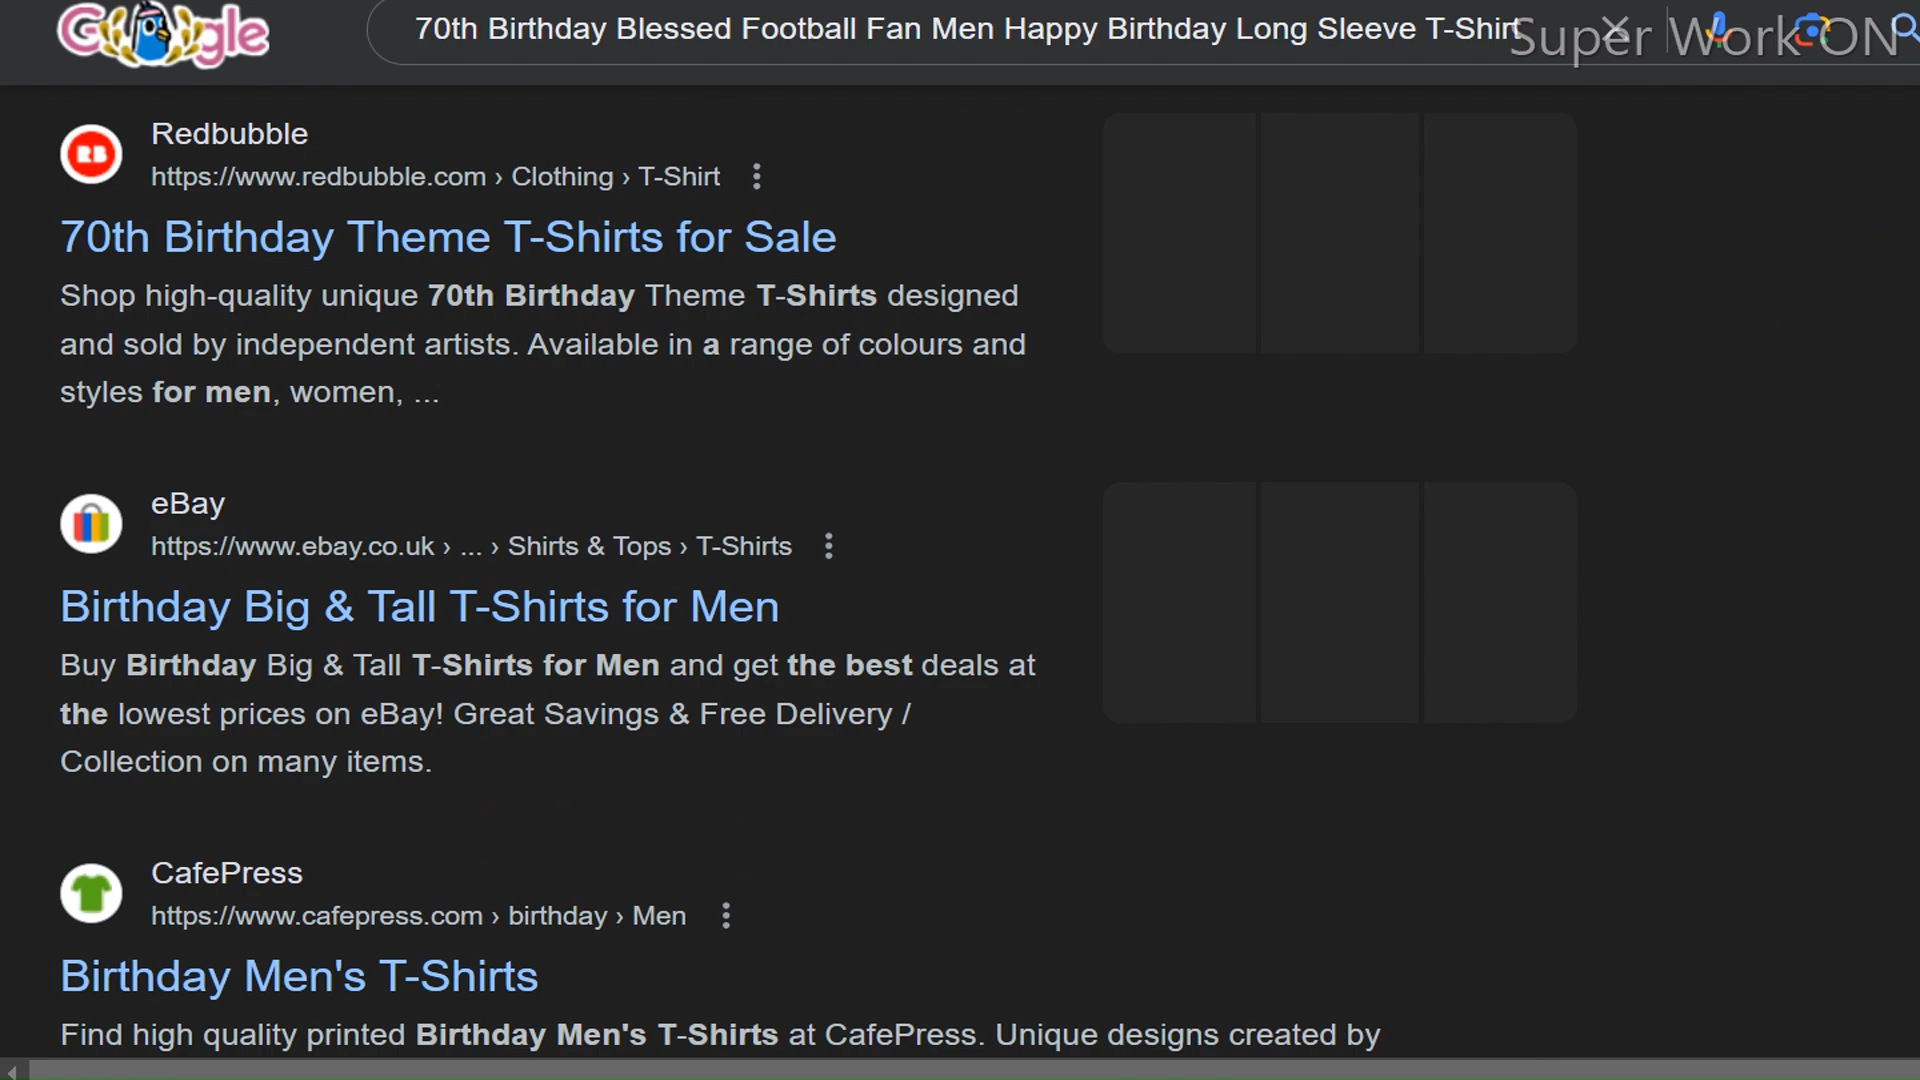 Google
70th Birthday Blessed Football Fan Men Happy Birthday Long Sleeve T-Shirt
Super Work ON
Redbubble
https://www.redbubble.com › Clothing › T-Shirt
70th Birthday Theme T-Shirts for Sale
Shop high-quality unique 70th Birthday Theme T-Shirts designed
and sold by independent artists. Available in a range of colours and
styles for men, women, ...
eBay
https://www.ebay.co.uk › ... › Shirts & Tops › T-Shirts
Birthday Big & Tall T-Shirts for Men
Buy Birthday Big & Tall T-Shirts for Men and get the best deals at
the lowest prices on eBay! Great Savings & Free Delivery /
Collection on many items.
CafePress
https://www.cafepress.com › birthday › Men
Birthday Men's T-Shirts
Find high quality printed Birthday Men's T-Shirts at CafePress. Unique designs created by